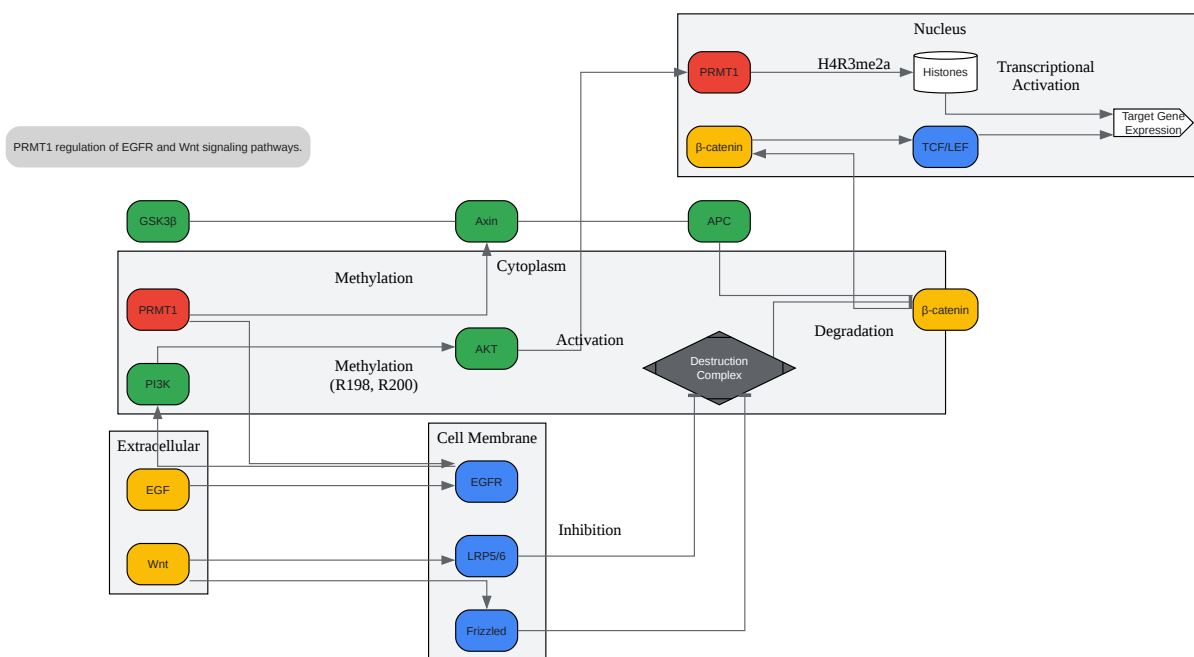 Nucleus
PRMT1
H4R3me2a
Histones
Transcriptional
Activation
Target Gene
Expression
β-catenin
TCF/LEF
PRMT1 regulation of EGFR and Wnt signaling pathways.
GSK3β
Axin
APC
Cytoplasm
Methylation
PRMT1
β-catenin
Degradation
Activation
AKT
Methylation
(R198, R200)
PI3K
Destruction
Complex
Extracellular
Cell Membrane
EGF
EGFR
Inhibition
Wnt
LRP5/6
Frizzled